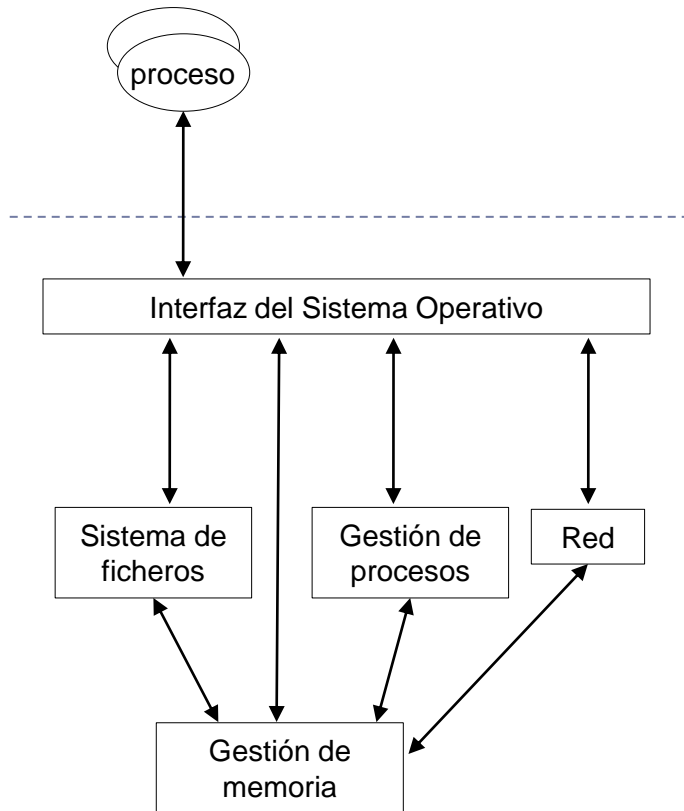 proceso
Interfaz del Sistema Operativo
Sistema de
ficheros
Gestión de
procesos
Red
Gestión de
memoria